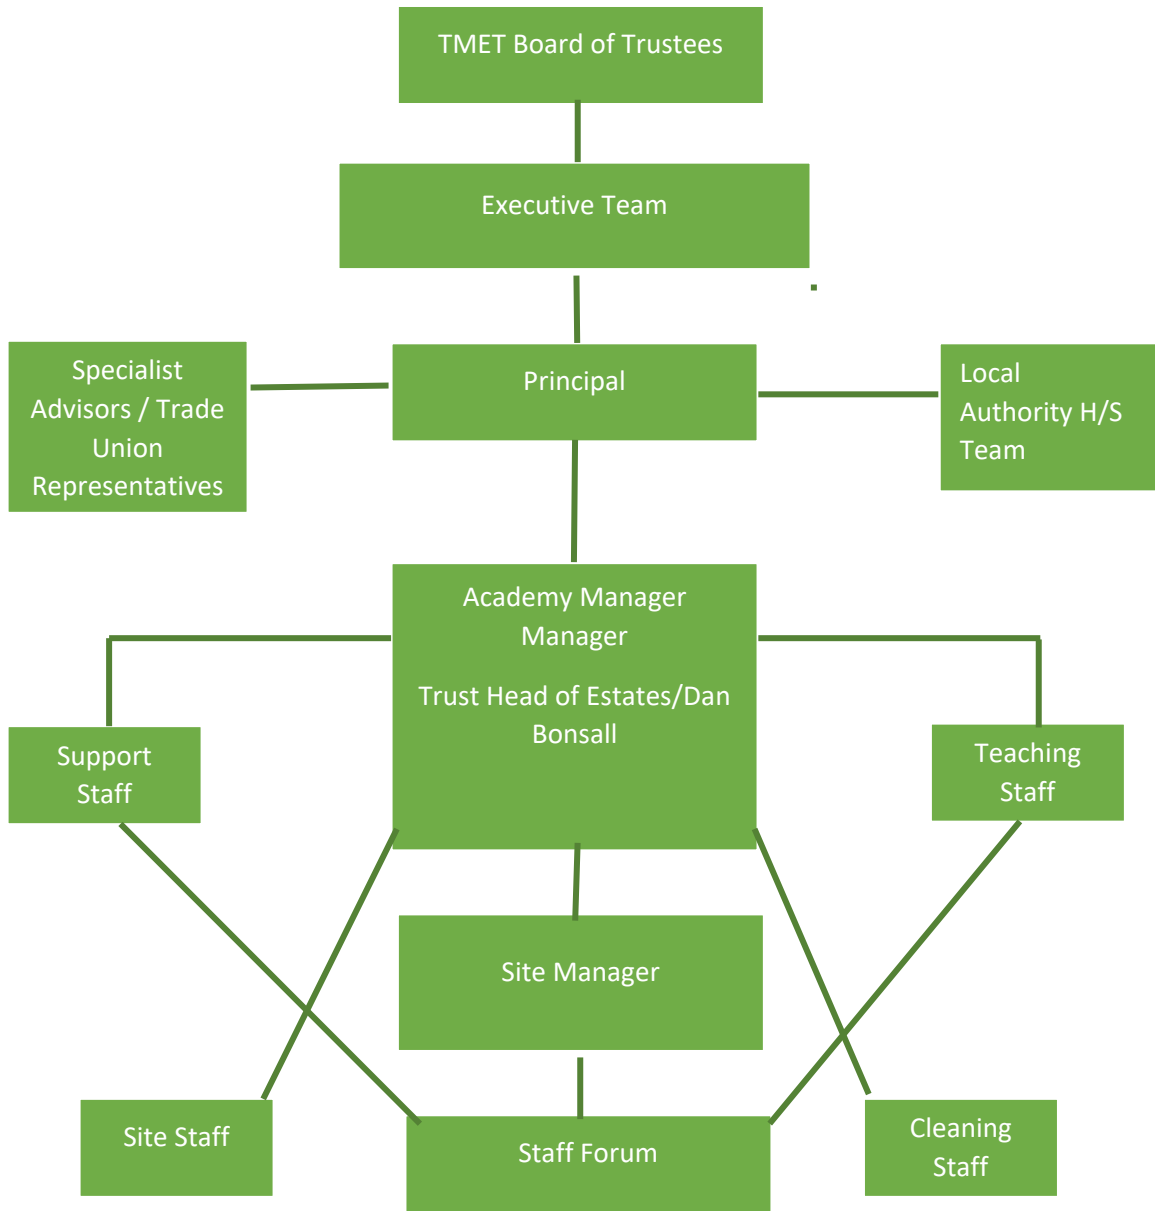 TMET Board of Trustees
Executive Team
Specialist
Advisors / Trade
Union
Representatives
Principal
Local
Authority H/S
Team
Academy Manager
Manager
Trust Head of Estates/Dan
Bonsall
Support
Staff
Teaching
Staff
Site Manager
Site Staff
Staff Forum
Cleaning
Staff